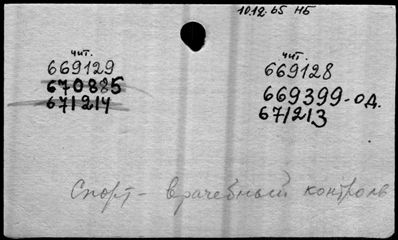 10.12 65 НБ
чит.
669129
670885
671214
чит.
669128
669399-од.
671213
Спорт - врачебный контроль